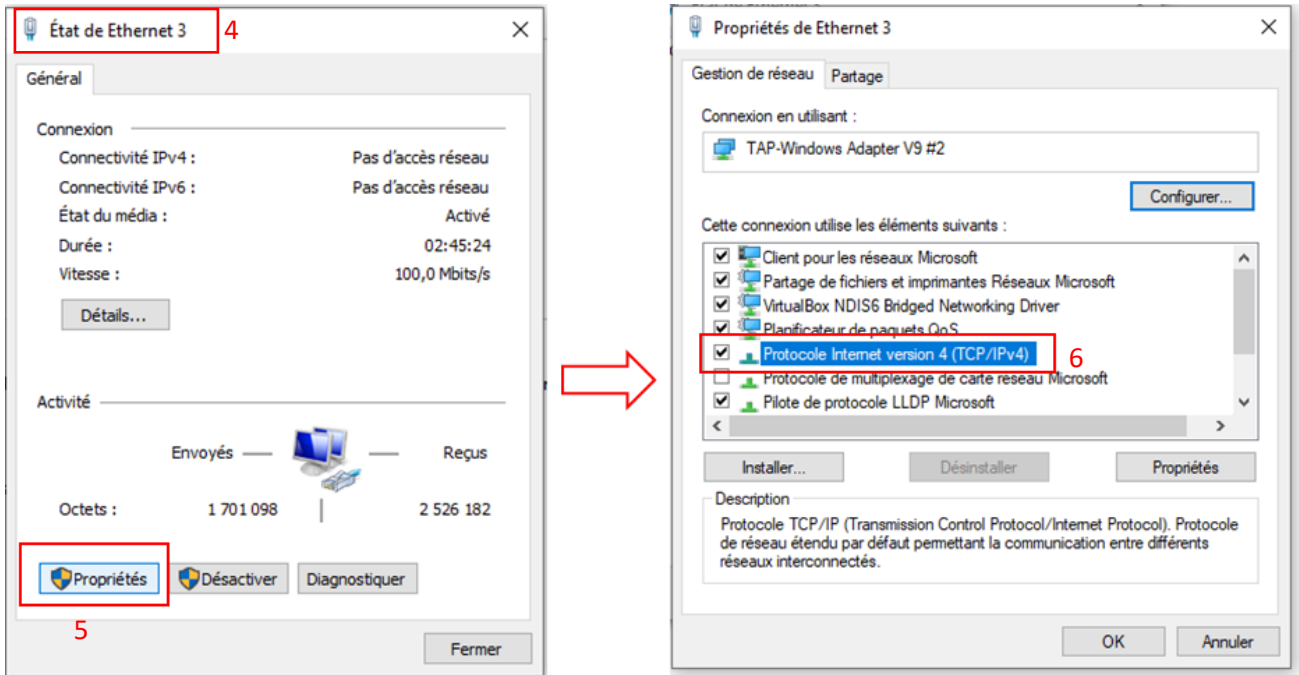 État de Ethernet 3
4
Général
Connexion
Connectivité IPv4 : Pas d'accès réseau
Connectivité IPv6 : Pas d'accès réseau
État du média : Activé
Durée : 02:45:24
Vitesse : 100,0 Mbits/s
Détails...
Activité
Envoyés Reçus
Octets : 1 701 098 2 526 182
Propriétés Désactiver Diagnostiquer
5
Fermer
Propriétés de Ethernet 3
Gestion de réseau Partage
Connexion en utilisant :
TAP-Windows Adapter V9 #2
Configurer...
Cette connexion utilise les éléments suivants :
Client pour les réseaux Microsoft
Partage de fichiers et imprimantes Réseaux Microsoft
VirtualBox NDIS6 Bridged Networking Driver
Planificateur de paquets QoS
Protocole Internet version 4 (TCP/IPv4)
6
Protocole de multiplexage de carte réseau Microsoft
Pilote de protocole LLDP Microsoft
Installer... Désinstaller Propriétés
Description
Protocole TCP/IP (Transmission Control Protocol/Internet Protocol). Protocole
de réseau étendu par défaut permettant la communication entre différents
réseaux interconnectés.
OK Annuler